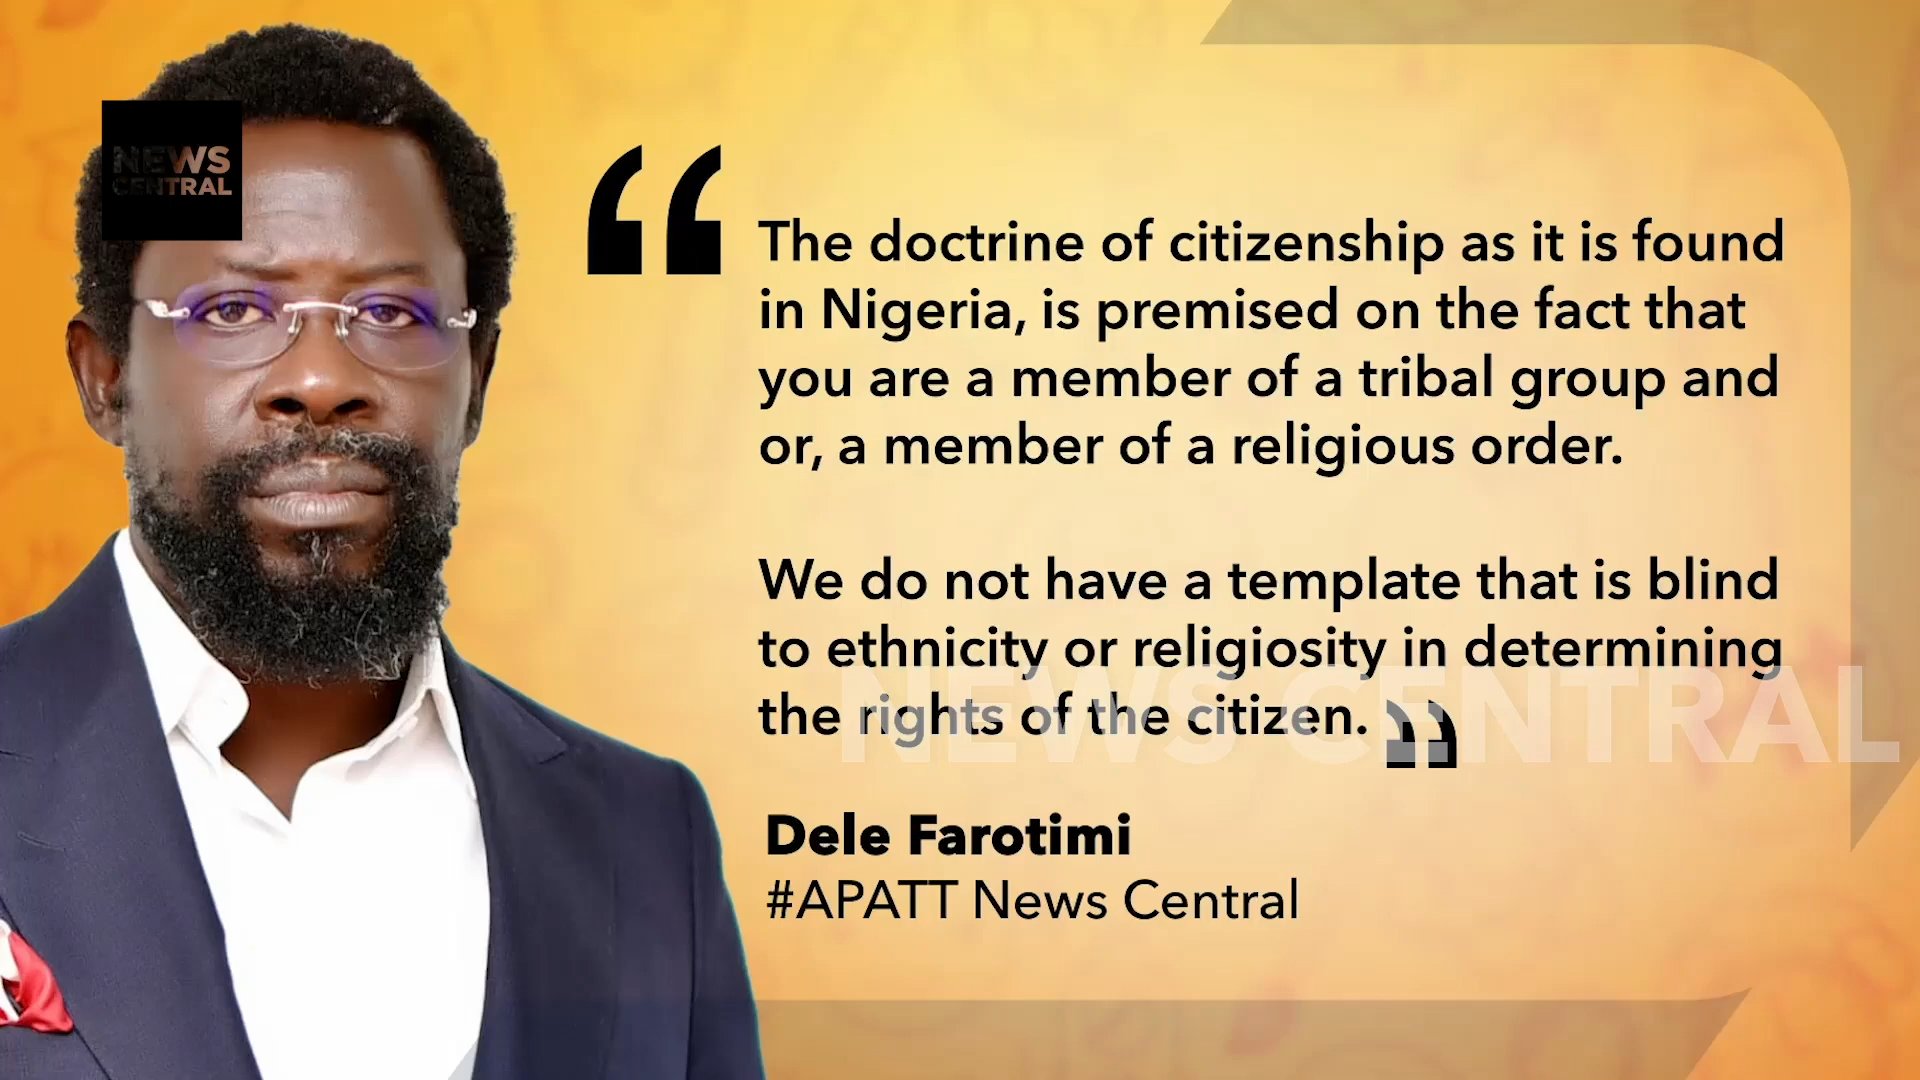 NEWS
CENTRAL
“
The doctrine of citizenship as it is found
in Nigeria, is premised on the fact that
you are a member of a tribal group and
or, a member of a religious order.
We do not have a template that is blind
to ethnicity or religiosity in determining
the rights of the citizen. ”
NEWS CENTRAL
Dele Farotimi
#APATT News Central